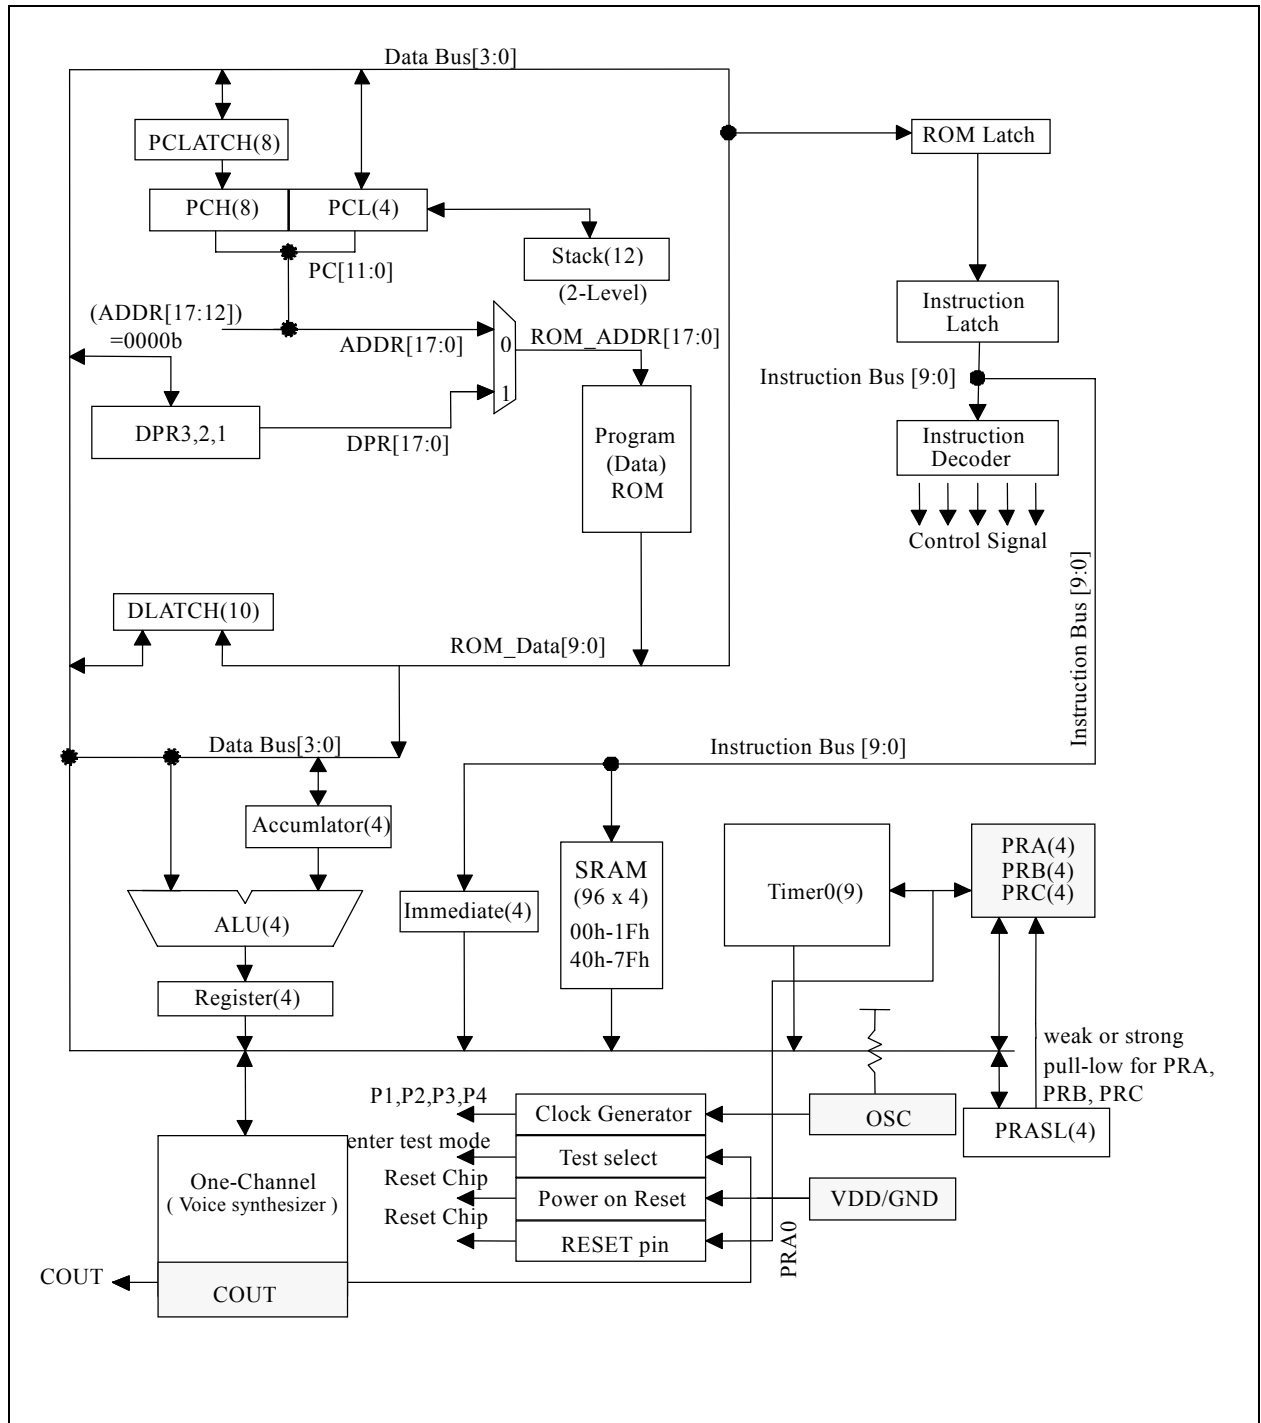 Data Bus[3:0]
PCLATCH(8)
ROM Latch
PCH(8)
PCL(4)
Stack(12)
(2-Level)
PC[11:0]
(ADDR[17:12])
=0000b
ADDR[17:0]
0
1
ROM_ADDR[17:0]
Instruction
Latch
Instruction Bus [9:0]
DPR3,2,1
DPR[17:0]
Program
(Data)
ROM
Instruction
Decoder
Control Signal
Instruction Bus [9:0]
DLATCH(10)
ROM_Data[9:0]
Data Bus[3:0]
Instruction Bus [9:0]
Accumlator(4)
ALU(4)
Register(4)
Immediate(4)
SRAM
(96 x 4)
00h-1Fh
40h-7Fh
Timer0(9)
PRA(4)
PRB(4)
PRC(4)
weak or strong
pull-low for PRA,
PRB, PRC
PRASL(4)
P1,P2,P3,P4
Clock Generator
OSC
enter test mode
Test select
Reset Chip
Power on Reset
VDD/GND
Reset Chip
RESET pin
PRA0
One-Channel
( Voice synthesizer )
COUT
COUT